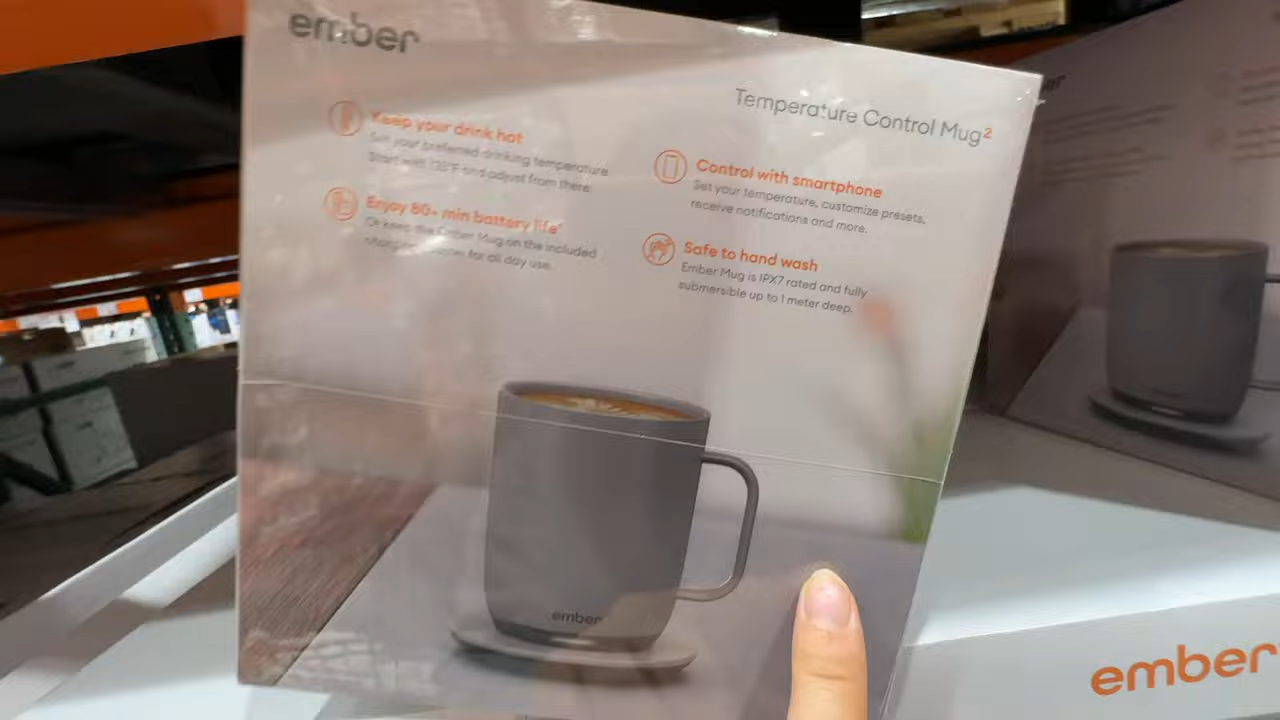 ember
Temperature Control Mug²
Keep your drink hot
Set your preferred drinking temperature
Start with 135°F and adjust from there
Enjoy 80+ min battery life*
Or keep the Ember Mug on the included
charging coaster for all day use.
Control with smartphone
Set your temperature, customize presets,
receive notifications and more.
Safe to hand wash
Ember Mug is IPX7 rated and fully
submersible up to 1 meter deep.
ember
ember